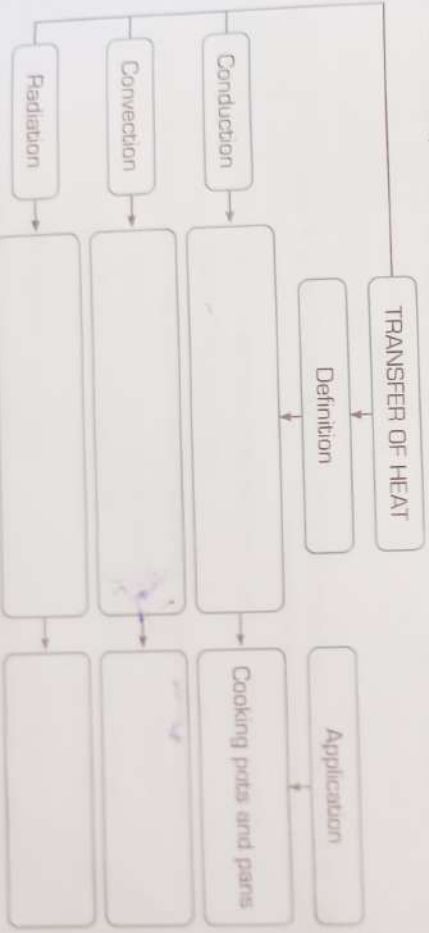 TRANSFER OF HEAT
Definition
Application
Conduction
Cooking pots and pans
Convection
Radiation